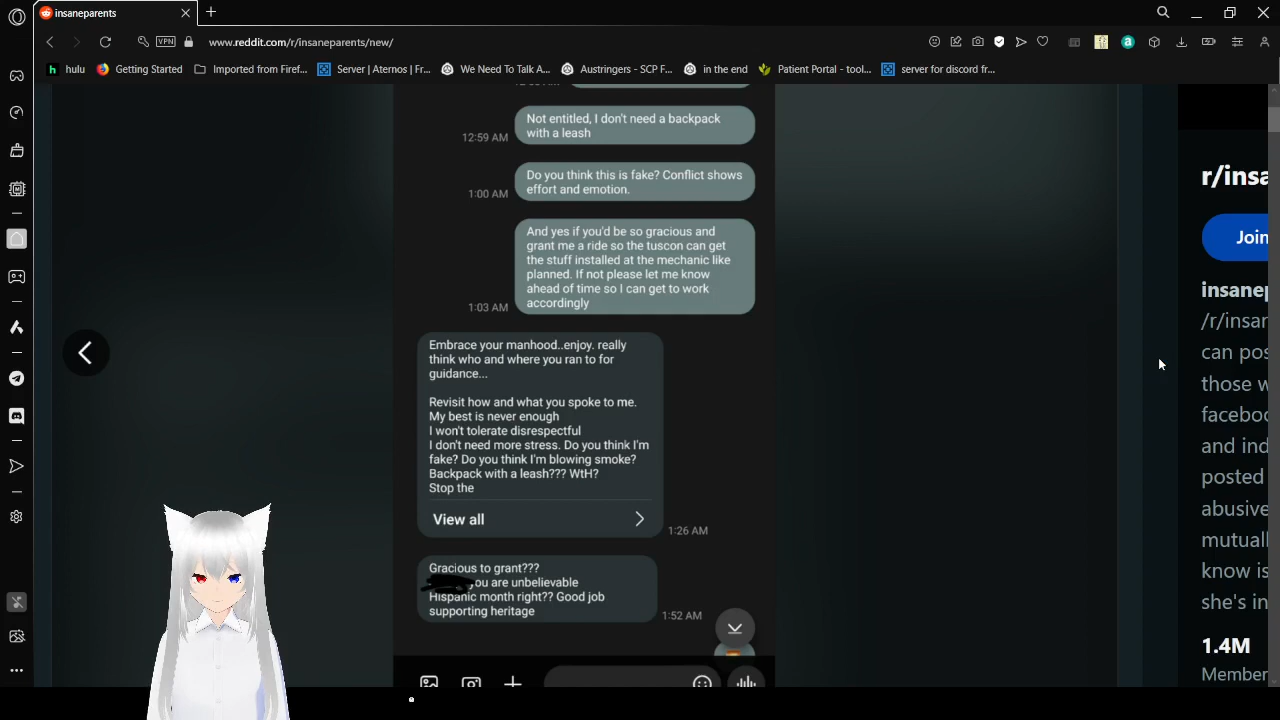 insaneparents
www.reddit.com/r/insaneparents/new/
VPN
hulu
Getting Started
Imported from Firef...
Server | Aternos | Fr...
We Need To Talk A...
Austringers - SCP F...
in the end
Patient Portal - tool...
server for discord fr...
Not entitled, I don't need a backpack
with a leash
12:59 AM
Do you think this is fake? Conflict shows
effort and emotion.
1:00 AM
And yes if you'd be so gracious and
grant me a ride so the tuscon can get
the stuff installed at the mechanic like
planned. If not please let me know
ahead of time so I can get to work
accordingly
1:03 AM
Embrace your manhood..enjoy. really
think who and where you ran to for
guidance...
Revisit how and what you spoke to me.
My best is never enough
I won't tolerate disrespectful
I don't need more stress. Do you think I'm
fake? Do you think I'm blowing smoke?
Backpack with a leash??? WtH?
Stop the
View all
1:26 AM
Gracious to grant???
you are unbelievable
Hispanic month right?? Good job
supporting heritage
1:52 AM
r/insa
Join
insanep
/r/insar
can pos
those w
faceboo
and ind
posted
abusive
mutuall
know is
she's in
1.4M
Member